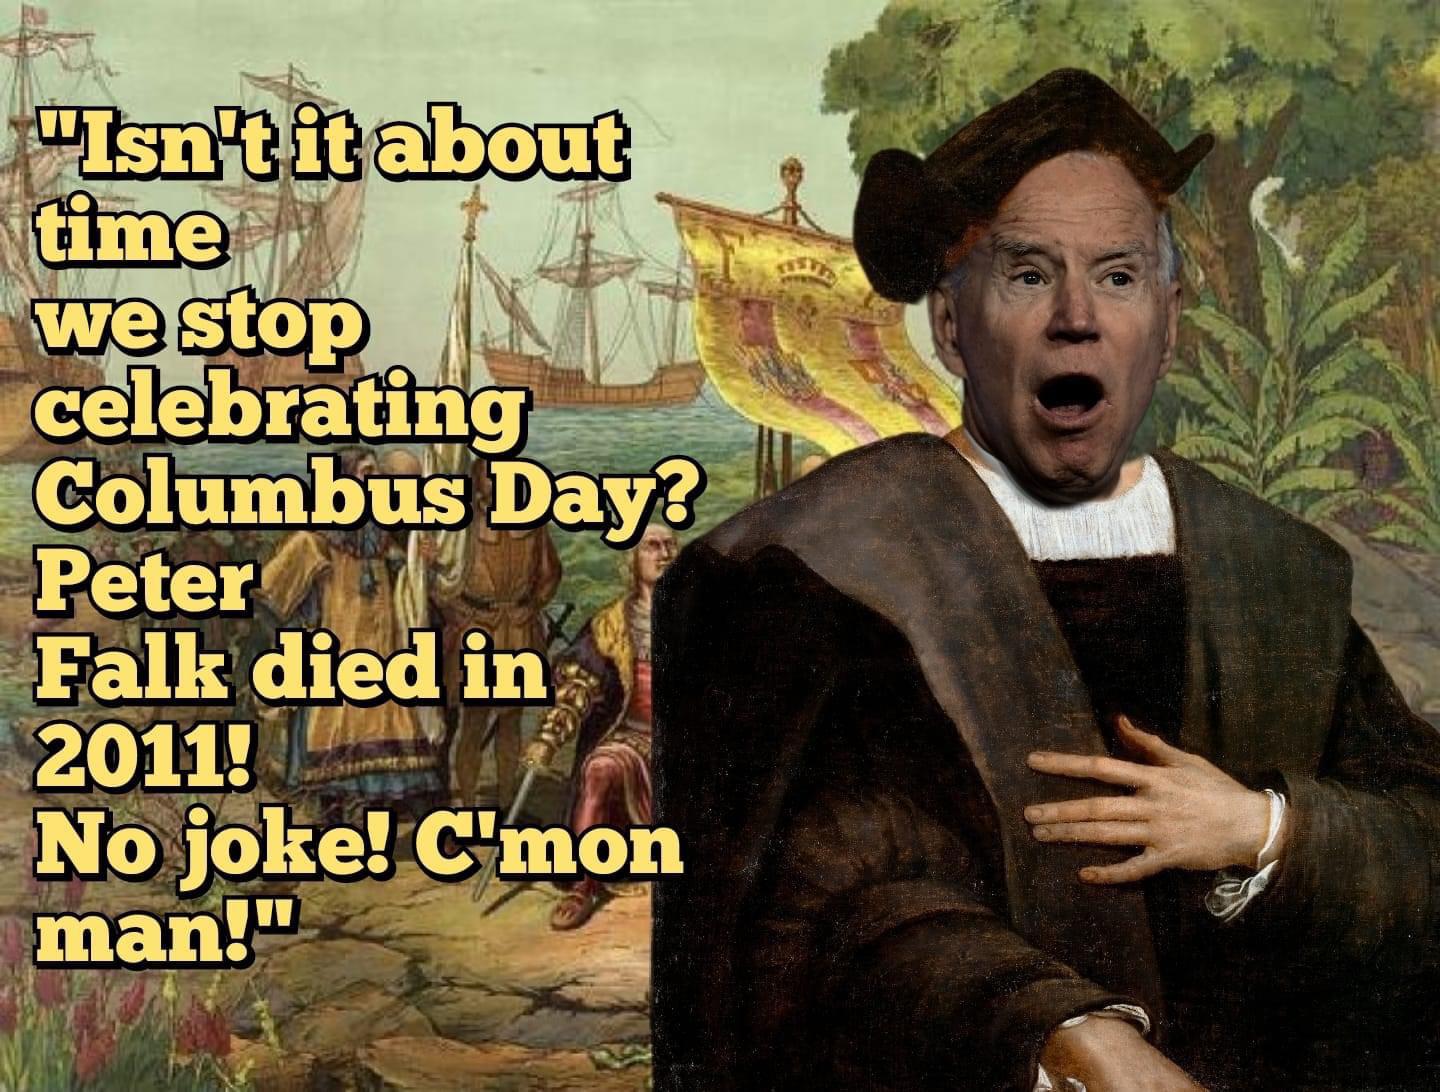 "Isn't it about
time
we stop
celebrating
Columbus Day?
Peter
Falk died in
2011!
No joke! C'mon
man!"